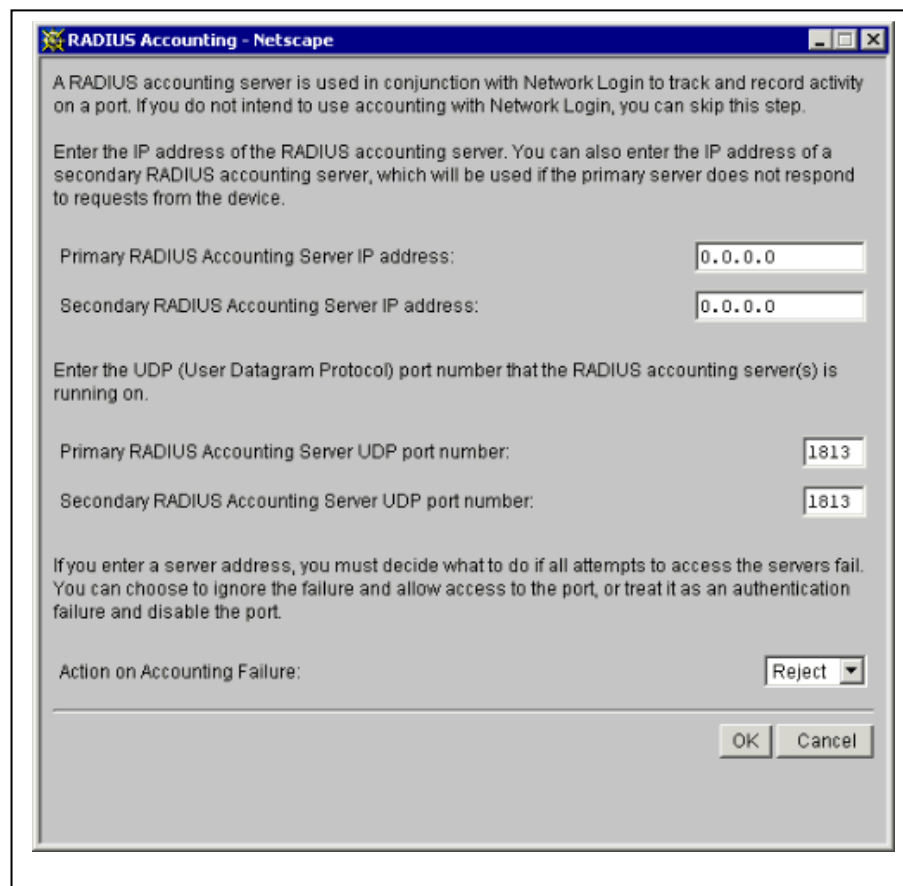 RADIUS Accounting - Netscape
A RADIUS accounting server is used in conjunction with Network Login to track and record activity
on a port. If you do not intend to use accounting with Network Login, you can skip this step.
Enter the IP address of the RADIUS accounting server. You can also enter the IP address of a
secondary RADIUS accounting server, which will be used if the primary server does not respond
to requests from the device.
Primary RADIUS Accounting Server IP address: 0.0.0.0
Secondary RADIUS Accounting Server IP address: 0.0.0.0
Enter the UDP (User Datagram Protocol) port number that the RADIUS accounting server(s) is
running on.
Primary RADIUS Accounting Server UDP port number: 1813
Secondary RADIUS Accounting Server UDP port number: 1813
If you enter a server address, you must decide what to do if all attempts to access the servers fail.
You can choose to ignore the failure and allow access to the port, or treat it as an authentication
failure and disable the port.
Action on Accounting Failure: Reject
OK Cancel